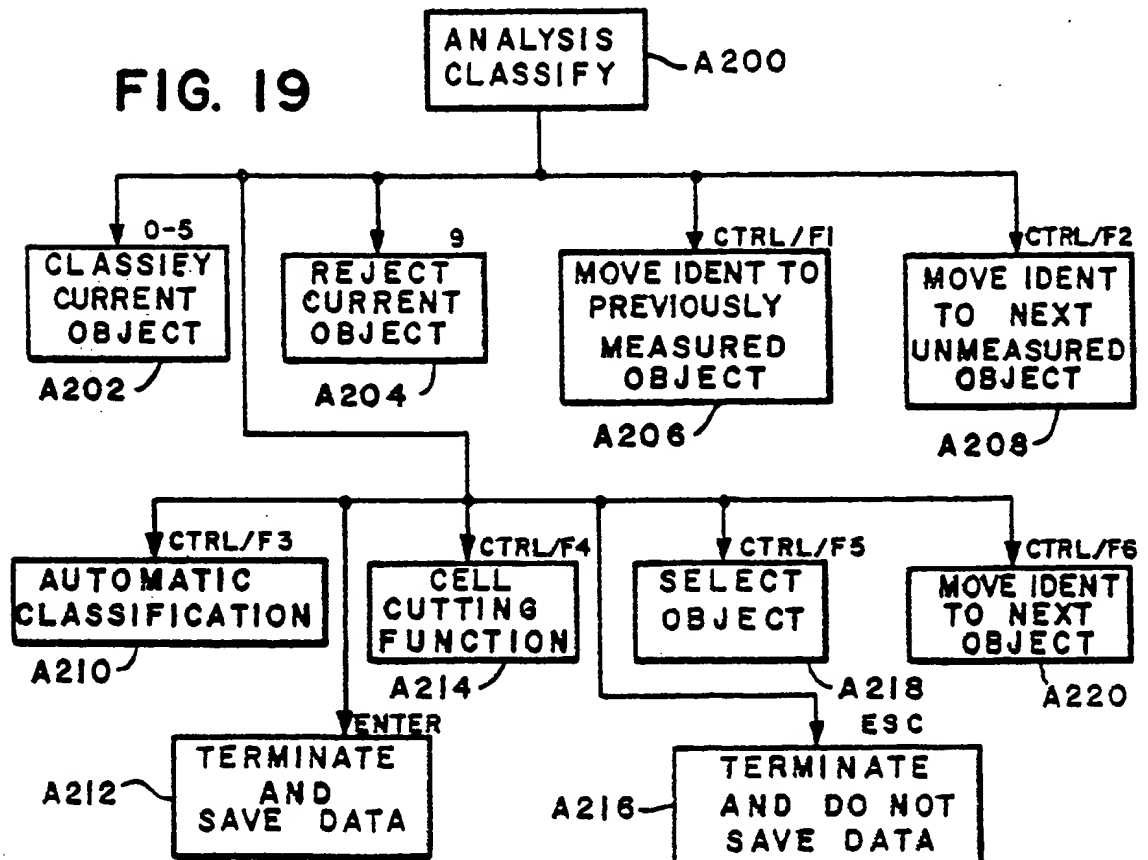 FIG. 19
ANALYSIS
CLASSIFY
A200
0-5
CLASSIFY
CURRENT
OBJECT
A202
9
REJECT
CURRENT
OBJECT
A204
CTRL/F1
MOVE IDENT TO
PREVIOUSLY
MEASURED
OBJECT
A206
CTRL/F2
MOVE IDENT
TO NEXT
UNMEASURED
OBJECT
A208
CTRL/F3
AUTOMATIC
CLASSIFICATION
A210
CTRL/F4
CELL
CUTTING
FUNCTION
A214
CTRL/F5
SELECT
OBJECT
A218
CTRL/F6
MOVE IDENT
TO NEXT
OBJECT
A220
ENTER
TERMINATE
AND
SAVE DATA
A212
ESC
TERMINATE
AND DO NOT
SAVE DATA
A216